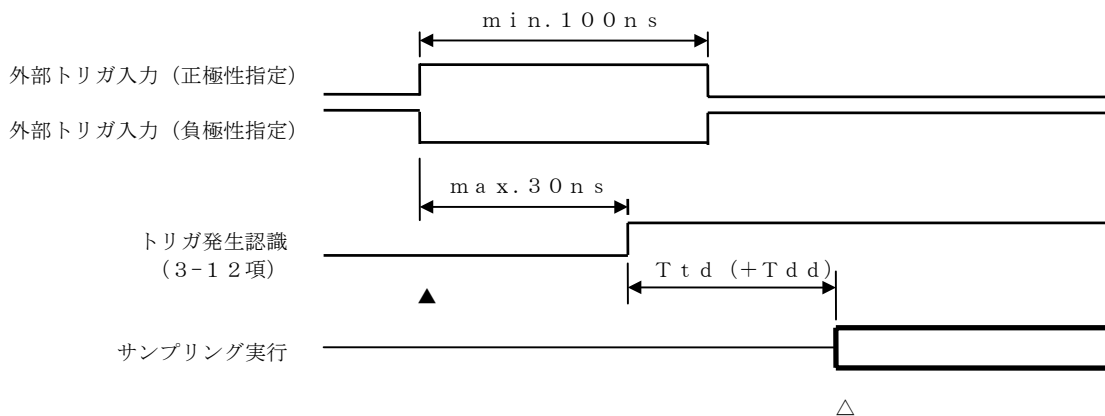 ｍｉｎ．１００ｎｓ
外部トリガ入力（正極性指定）
外部トリガ入力（負極性指定）
ｍａｘ．３０ｎｓ
トリガ発生認識
（３−１２項）
Ｔｔｄ（＋Ｔｄｄ）
▲
サンプリング実行
△